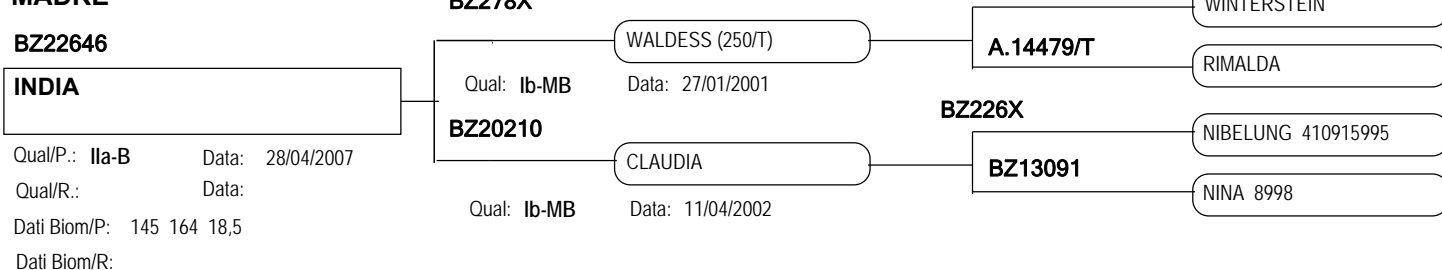 MADRE
BZ278X
WINTERSTEIN
BZ22646
WALDESS (250/T)
A.14479/T
INDIA
RIMALDA
Qual: Ib-MB Data: 27/01/2001
BZ226X
BZ20210
NIBELUNG 410915995
Qual/P.: IIa-B Data: 28/04/2007
CLAUDIA
BZ13091
Qual/R.: Data:
NINA 8998
Qual: Ib-MB Data: 11/04/2002
Dati Biom/P: 145 164 18,5
Dati Biom/R: